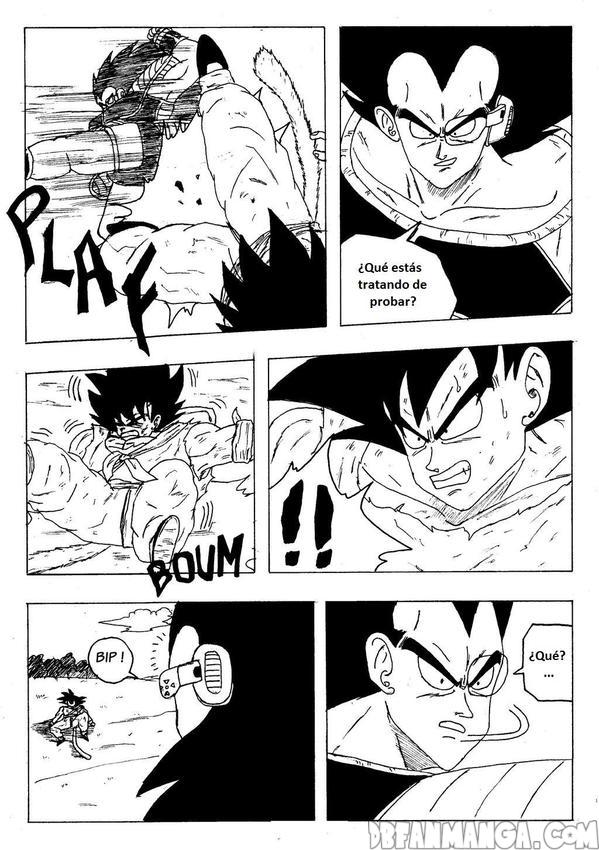 PLAF
¿Qué estás
tratando de
probar?
!!
BOUM
BIP !
¿Qué?
...
DBFANMANGA.COM